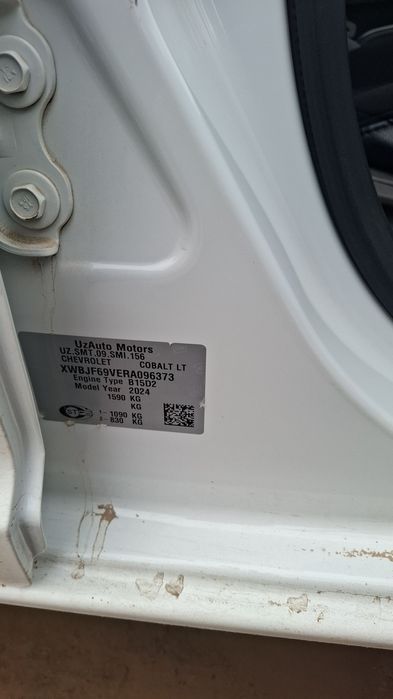 UzAuto Motors
UZ.SMT.09.SMI.156
CHEVROLET COBALT LT
XWBJF69VERA096373
Engine Type B15D2
Model Year 2024
1590 KG
KG
1- 1090 KG
830 KG